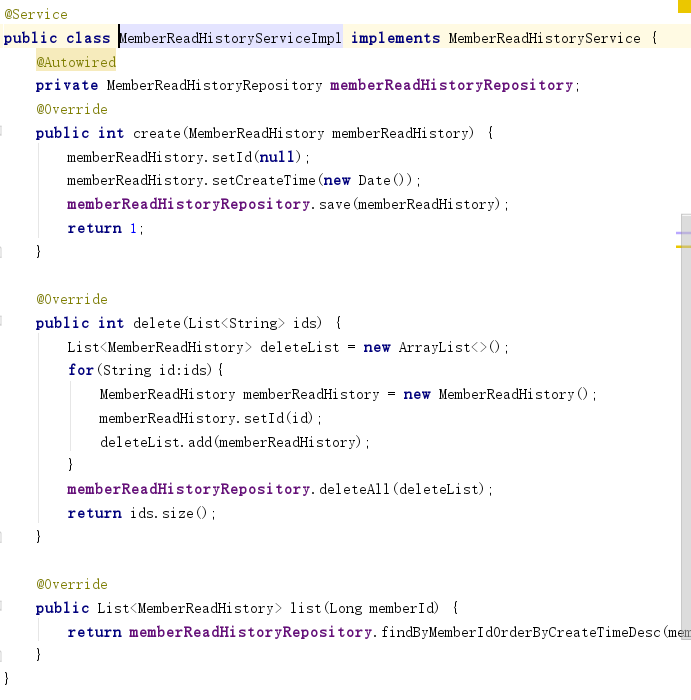 @Service
public class MemberReadHistoryServiceImpl implements MemberReadHistoryService {
    @Autowired
    private MemberReadHistoryRepository memberReadHistoryRepository;
    @Override
    public int create(MemberReadHistory memberReadHistory) {
        memberReadHistory.setId(null);
        memberReadHistory.setCreateTime(new Date());
        memberReadHistoryRepository.save(memberReadHistory);
        return 1;
    }

    @Override
    public int delete(List<String> ids) {
        List<MemberReadHistory> deleteList = new ArrayList<>();
        for(String id:ids){
            MemberReadHistory memberReadHistory = new MemberReadHistory();
            memberReadHistory.setId(id);
            deleteList.add(memberReadHistory);
        }
        memberReadHistoryRepository.deleteAll(deleteList);
        return ids.size();
    }

    @Override
    public List<MemberReadHistory> list(Long memberId) {
        return memberReadHistoryRepository.findByMemberIdOrderByCreateTimeDesc(
    }
}